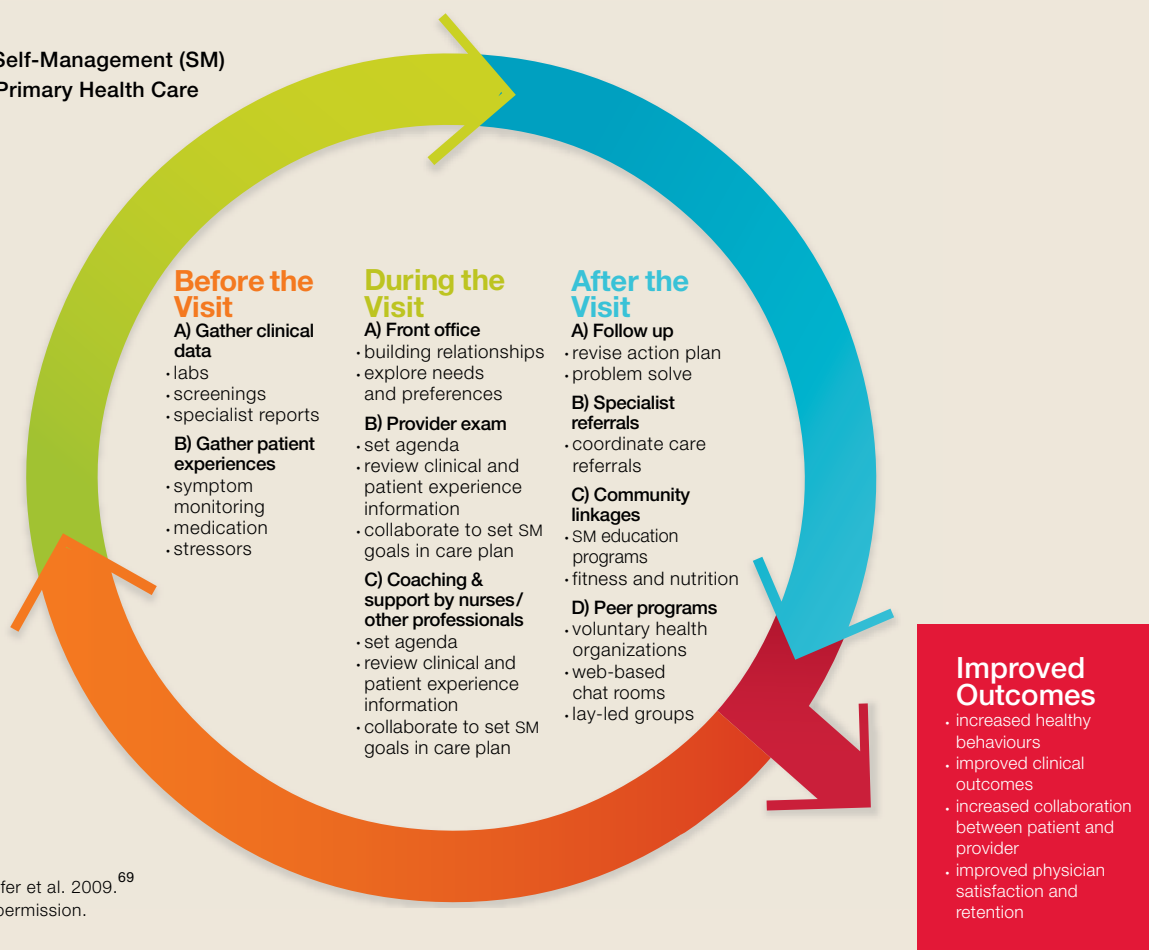 Self-Management (SM)
Primary Health Care
Before the
Visit
A) Gather clinical
data
· labs
· screenings
· specialist reports
B) Gather patient
experiences
· symptom
monitoring
· medication
· stressors
During the
Visit
A) Front office
· building relationships
· explore needs
and preferences
B) Provider exam
· set agenda
· review clinical and
patient experience
information
· collaborate to set SM
goals in care plan
C) Coaching &
support by nurses/
other professionals
· set agenda
· review clinical and
patient experience
information
· collaborate to set SM
goals in care plan
After the
Visit
A) Follow up
· revise action plan
· problem solve
B) Specialist
referrals
· coordinate care
referrals
C) Community
linkages
· SM education
programs
· fitness and nutrition
D) Peer programs
· voluntary health
organizations
· web-based
chat rooms
· lay-led groups
Improved
Outcomes
· increased healthy
behaviours
· improved clinical
outcomes
· increased collaboration
between patient and
provider
· improved physician
satisfaction and
retention
fer et al. 2009.69
permission.